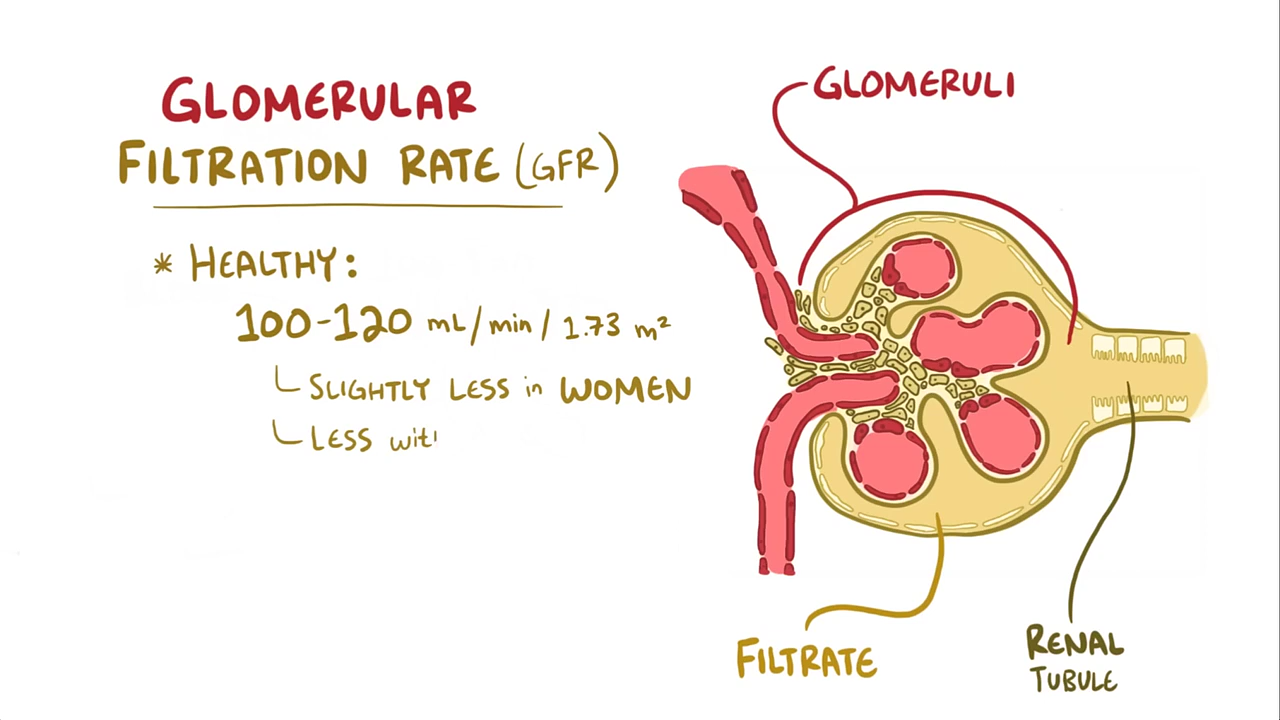 GLOMERULAR
FILTRATION RATE (GFR)
* HEALTHY:
100-120 mL/min/1.73 m²
SLIGHTLY LESS in WOMEN
LESS
GLOMERULI
FILTRATE
RENAL
TUBULE